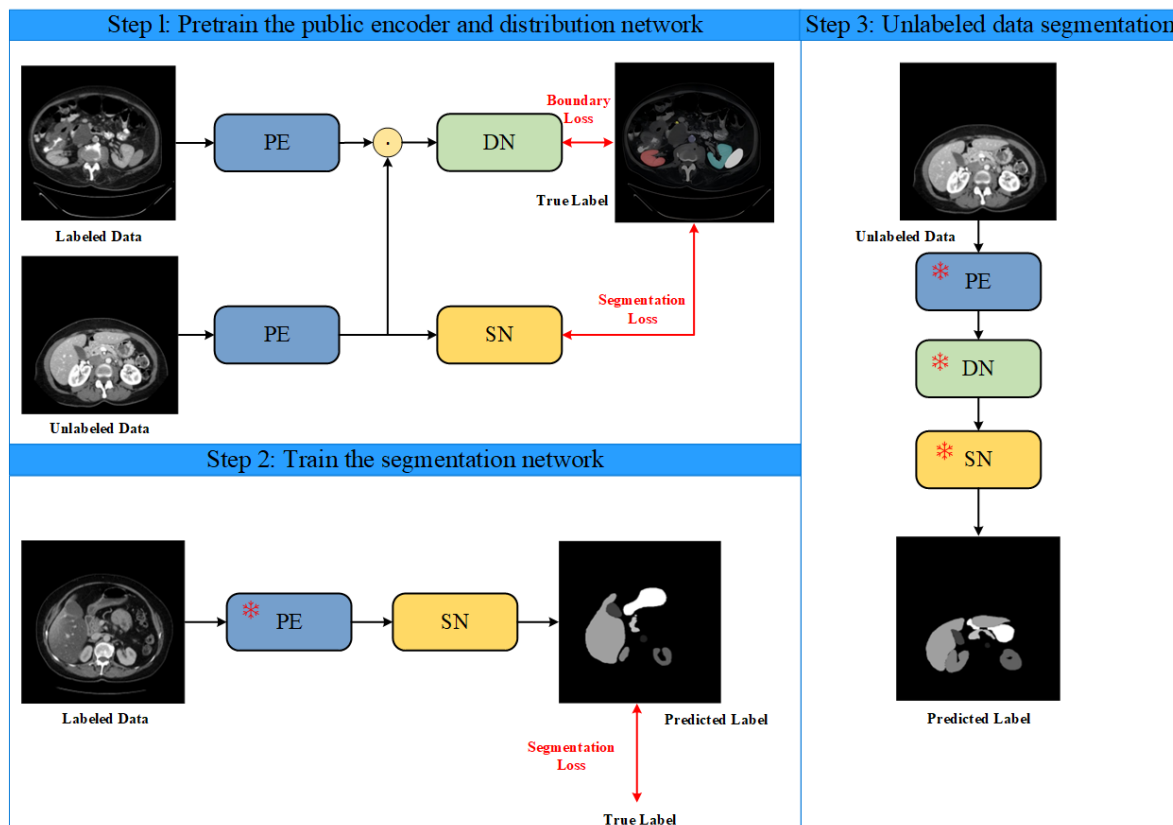 Step l: Pretrain the public encoder and distribution network
PE
DN
Boundary
Loss
True Label
Labeled Data
PE
SN
Segmentation
Loss
Unlabeled Data
Step 2: Train the segmentation network
PE
SN
Labeled Data
Predicted Label
Segmentation
Loss
True Label
Step 3: Unlabeled data segmentation
Unlabeled Data
PE
DN
SN
Predicted Label